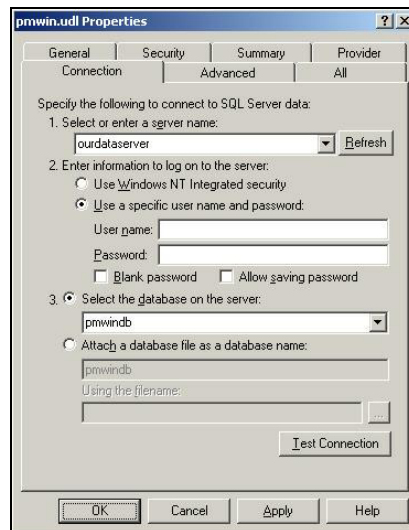 pmwin.udl Properties
General Security Summary Provider
Connection Advanced All
Specify the following to connect to SQL Server data:
1. Select or enter a server name:
ourdataserver Refresh
2. Enter information to log on to the server:
Use Windows NT Integrated security
Use a specific user name and password:
User name:
Password:
Blank password Allow saving password
3. Select the database on the server:
pmwindb
Attach a database file as a database name:
pmwindb
Using the filename:
...
Test Connection
OK Cancel Apply Help